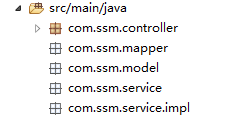 src/main/java
com.ssm.controller
com.ssm.mapper
com.ssm.model
com.ssm.service
com.ssm.service.impl